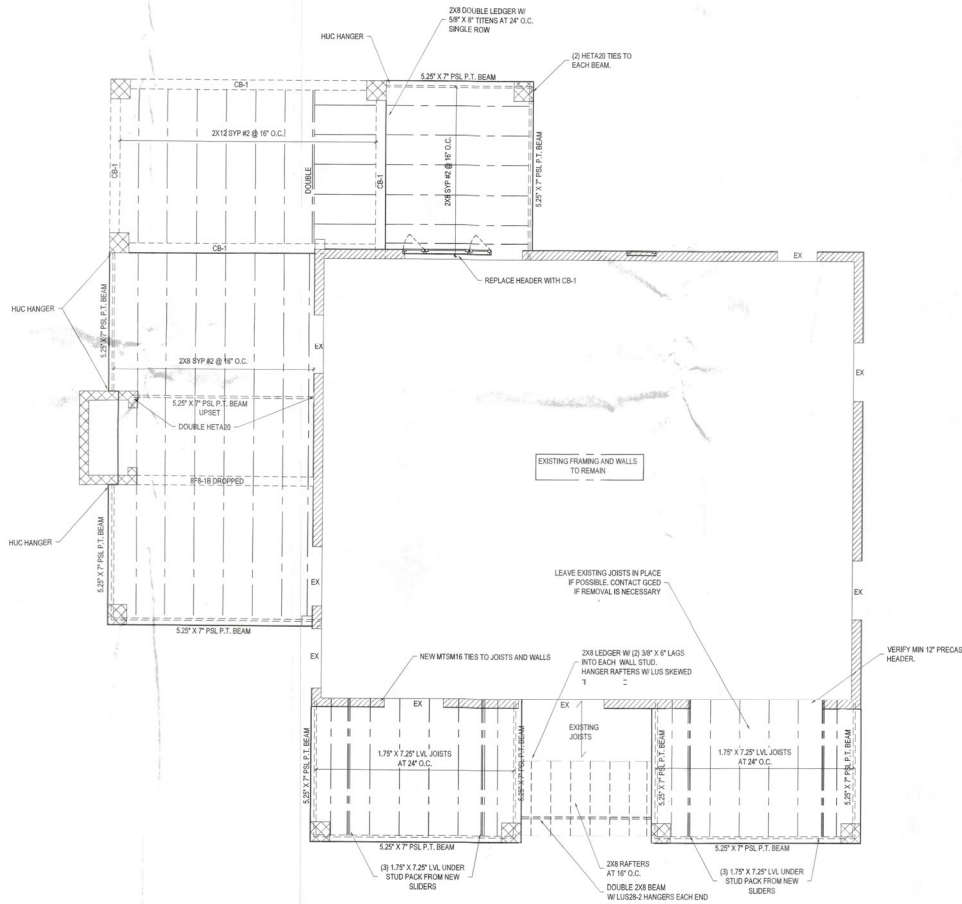 2X8 DOUBLE LEDGER W/
5/8" X 8" TITENS AT 24" O.C.
SINGLE ROW
HUC HANGER
(2) HETA20 TIES TO
EACH BEAM.
5.25" X 7" PSL P.T. BEAM
CB-1
2X12 SYP #2 @ 16" O.C.
CB-1
DOUBLE
CB-1
2X8 SYP #2 @ 16" O.C.
5.25" X 7" PSL P.T. BEAM
CB-1
EX
REPLACE HEADER WITH CB-1
HUC HANGER
5.25" X 7" PSL P.T. BEAM
2X8 SYP #2 @ 16" O.C.
EX
EX
5.25" X 7" PSL P.T. BEAM
UPSET
DOUBLE HETA20
EXISTING FRAMING AND WALLS
TO REMAIN
8F8-1B DROPPED
HUC HANGER
5.25" X 7" PSL P.T. BEAM
EX
EX
LEAVE EXISTING JOISTS IN PLACE
IF POSSIBLE. CONTACT GCED
IF REMOVAL IS NECESSARY
5.25" X 7" PSL P.T. BEAM
EX
NEW MTSM16 TIES TO JOISTS AND WALLS
2X8 LEDGER W/ (2) 3/8" X 6" LAGS
INTO EACH WALL STUD.
HANGER RAFTERS W/ LUS SKEWED
VERIFY MIN 12" PRECAS
HEADER.
EX
EX
EXISTING
JOISTS
5.25" X 7" PSL P.T. BEAM
1.75" X 7.25" LVL JOISTS
AT 24" O.C.
5.25" X 7" PSL P.T. BEAM
5.25" X 7" PSL P.T. BEAM
1.75" X 7.25" LVL JOISTS
AT 24" O.C.
5.25" X 7" PSL P.T. BEAM
5.25" X 7" PSL P.T. BEAM
5.25" X 7" PSL P.T. BEAM
(3) 1.75" X 7.25" LVL UNDER
STUD PACK FROM NEW
SLIDERS
2X8 RAFTERS
AT 16" O.C.
DOUBLE 2X8 BEAM
W/ LUS28-2 HANGERS EACH END
(3) 1.75" X 7.25" LVL UNDER
STUD PACK FROM NEW
SLIDERS